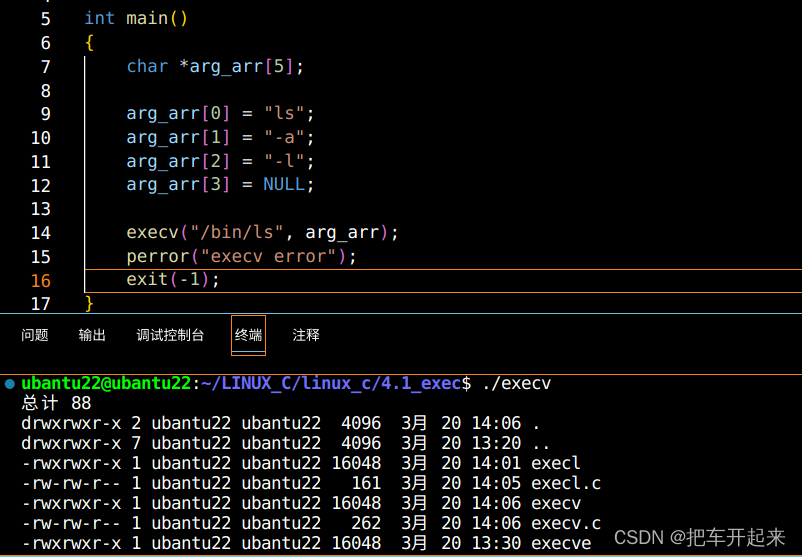 5 int main()
6 {
7 char *arg_arr[5];
8
9 arg_arr[0] = "ls";
10 arg_arr[1] = "-a";
11 arg_arr[2] = "-l";
12 arg_arr[3] = NULL;
13
14 execv("/bin/ls", arg_arr);
15 perror("execv error");
16 exit(-1);
17 }
问题 输出 调试控制台 终端 注释
ubantu22@ubantu22:~/LINUX_C/linux_c/4.1_exec$ ./execv
总计 88
drwxrwxr-x 2 ubantu22 ubantu22 4096 3月 20 14:06 .
drwxrwxr-x 7 ubantu22 ubantu22 4096 3月 20 13:20 ..
-rwxrwxr-x 1 ubantu22 ubantu22 16048 3月 20 14:01 execl
-rw-rw-r-- 1 ubantu22 ubantu22 161 3月 20 14:05 execl.c
-rwxrwxr-x 1 ubantu22 ubantu22 16048 3月 20 14:06 execv
-rw-rw-r-- 1 ubantu22 ubantu22 262 3月 20 14:06 execv.c
-rwxrwxr-x 1 ubantu22 ubantu22 16048 3月 20 13:30 execve
CSDN @把车开起来